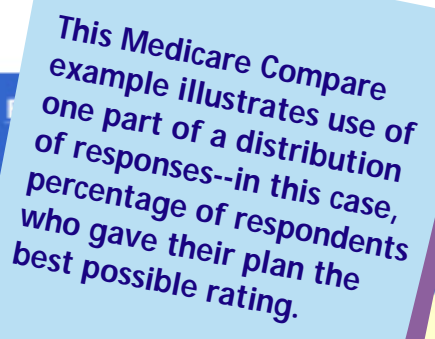 This Medicare Compare
example illustrates use of
one part of a distribution
of responses--in this case,
percentage of respondents
who gave their plan the
best possible rating.